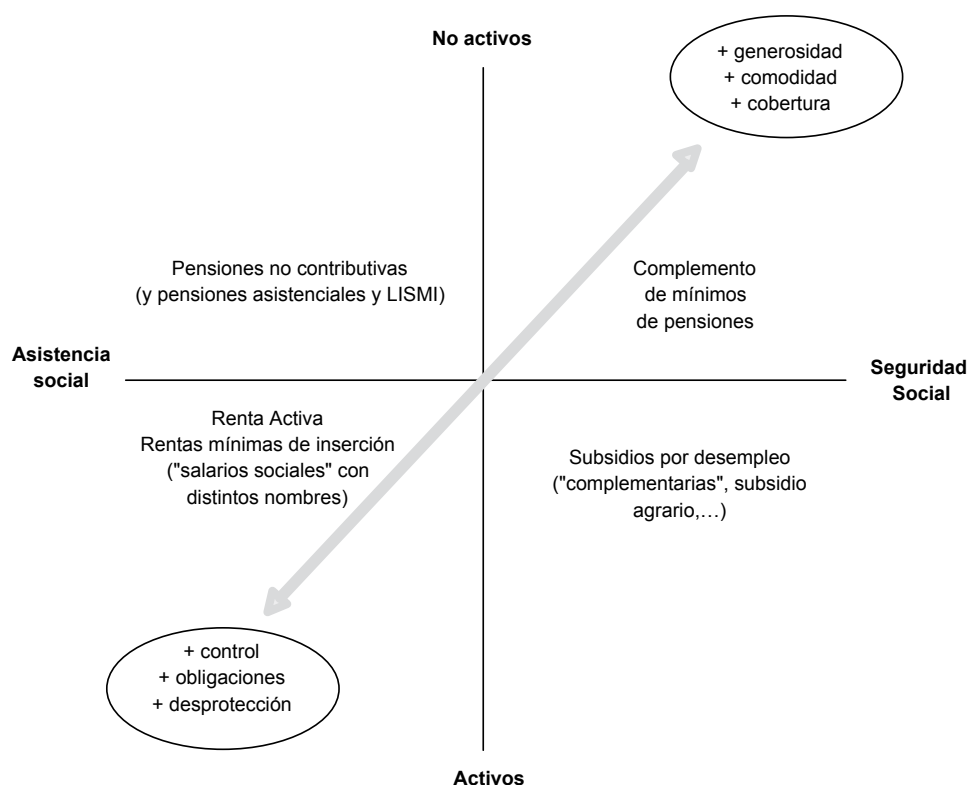 No activos
+ generosidad
+ comodidad
+ cobertura
Pensiones no contributivas
(y pensiones asistenciales y LISMI)
Complemento
de mínimos
de pensiones
Asistencia
social
Seguridad
Social
Renta Activa
Rentas mínimas de inserción
("salarios sociales" con
distintos nombres)
Subsidios por desempleo
("complementarias", subsidio
agrario,…)
+ control
+ obligaciones
+ desprotección
Activos